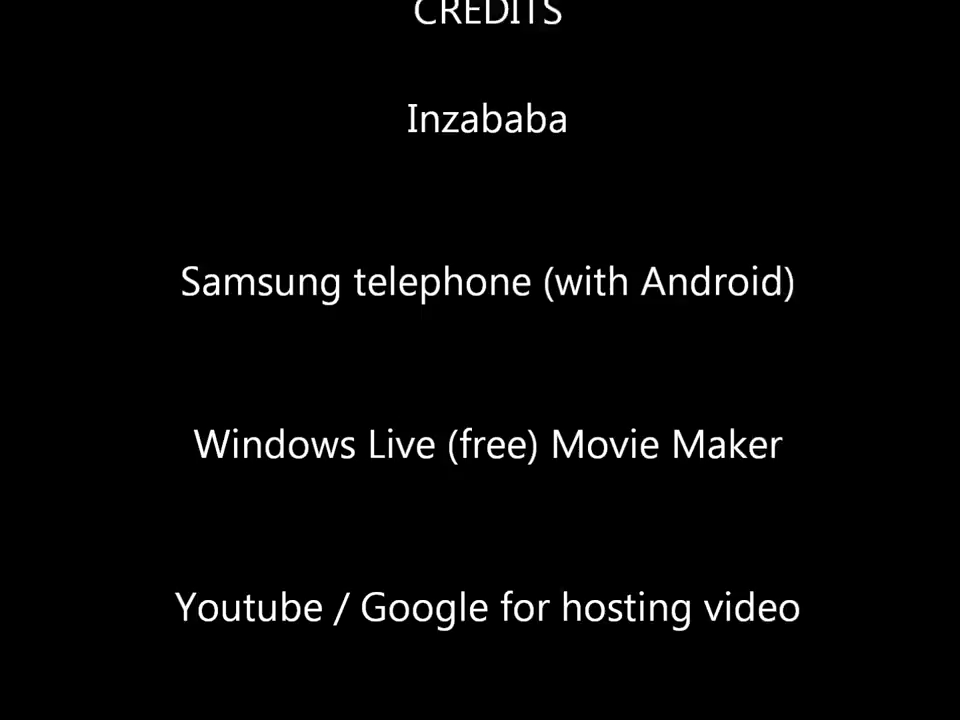 CREDITS
Inzababa
Samsung telephone (with Android)
Windows Live (free) Movie Maker
Youtube / Google for hosting video